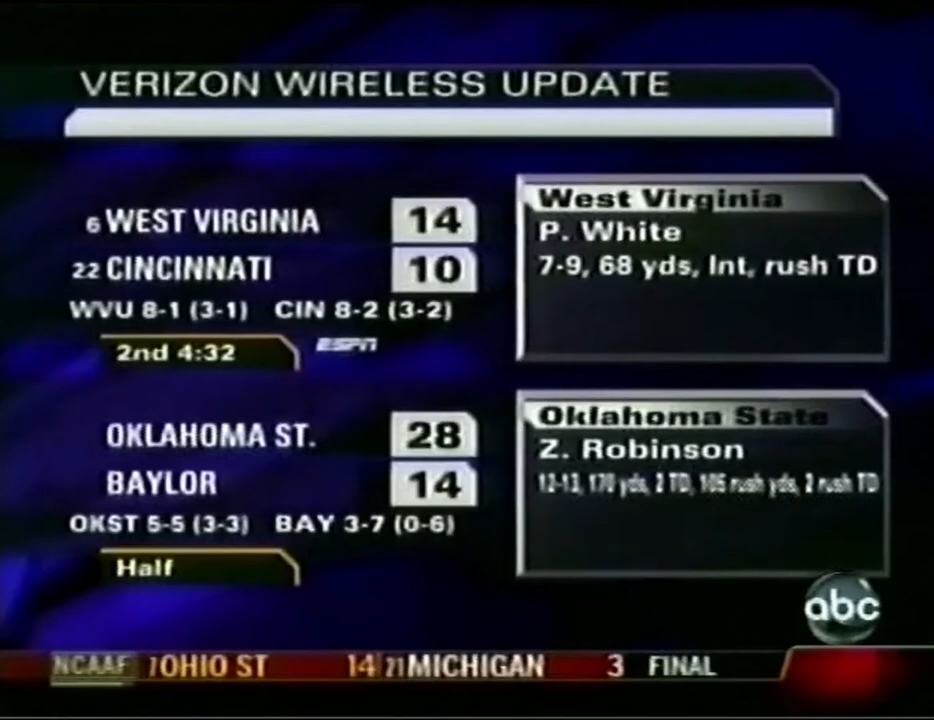 VERIZON WIRELESS UPDATE
6 WEST VIRGINIA 14
22 CINCINNATI 10
WVU 8-1 (3-1) CIN 8-2 (3-2)
2nd 4:32 ESPN
West Virginia
P. White
7-9, 68 yds, Int, rush TD
OKLAHOMA ST. 28
BAYLOR 14
OKST 5-5 (3-3) BAY 3-7 (0-6)
Half
Oklahoma State
Z. Robinson
12-13, 170 yds, 2 TD, 105 rush yds, 2 rush TD
abc
NCAAF 7 OHIO ST 14 21 MICHIGAN 3 FINAL